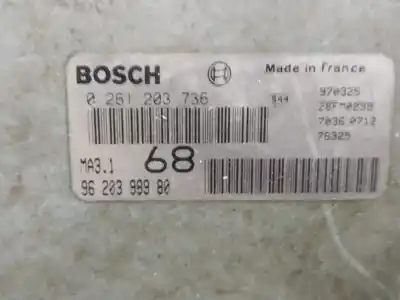 BOSCH Made in France
0 261 203 736 970325
28FM0298
7036 0712
76325
MA3.1 68
96 203 999 80